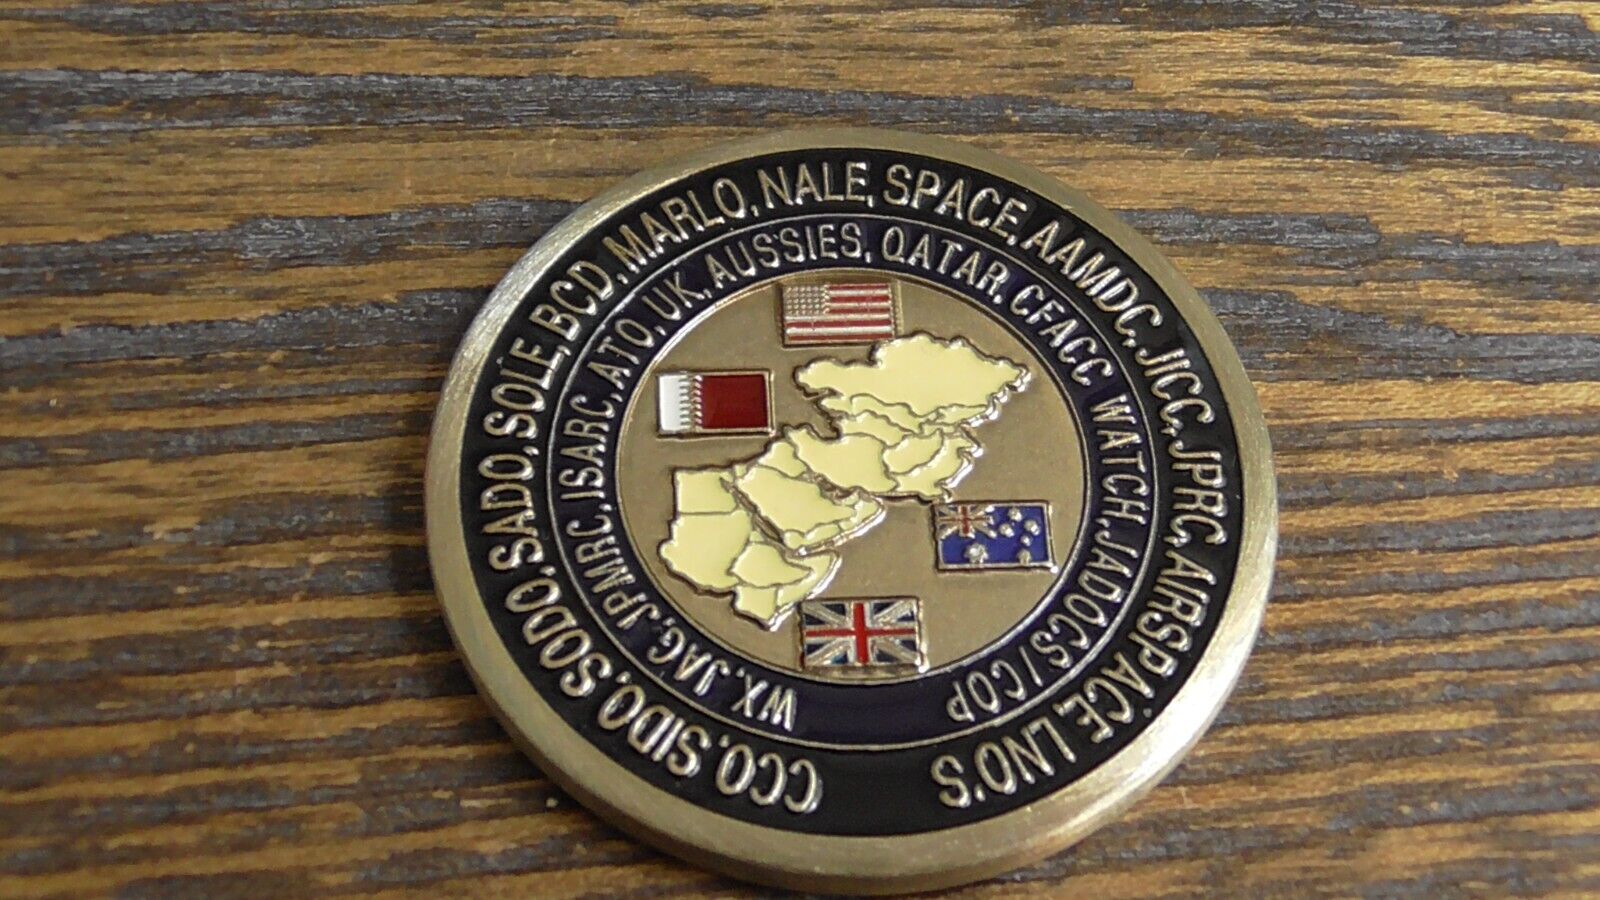 CCO, SIDO, SODO, SADO, SOLE, BCD, MARLO, NALE, SPACE, AAMDC, JICC, JPRC, AIRSPACE, LNO'S
WX, JAG, JPMRC, ISARC, ATO, UK, AUSSIES, QATAR, CFACC WATCH, JADOCS/COP